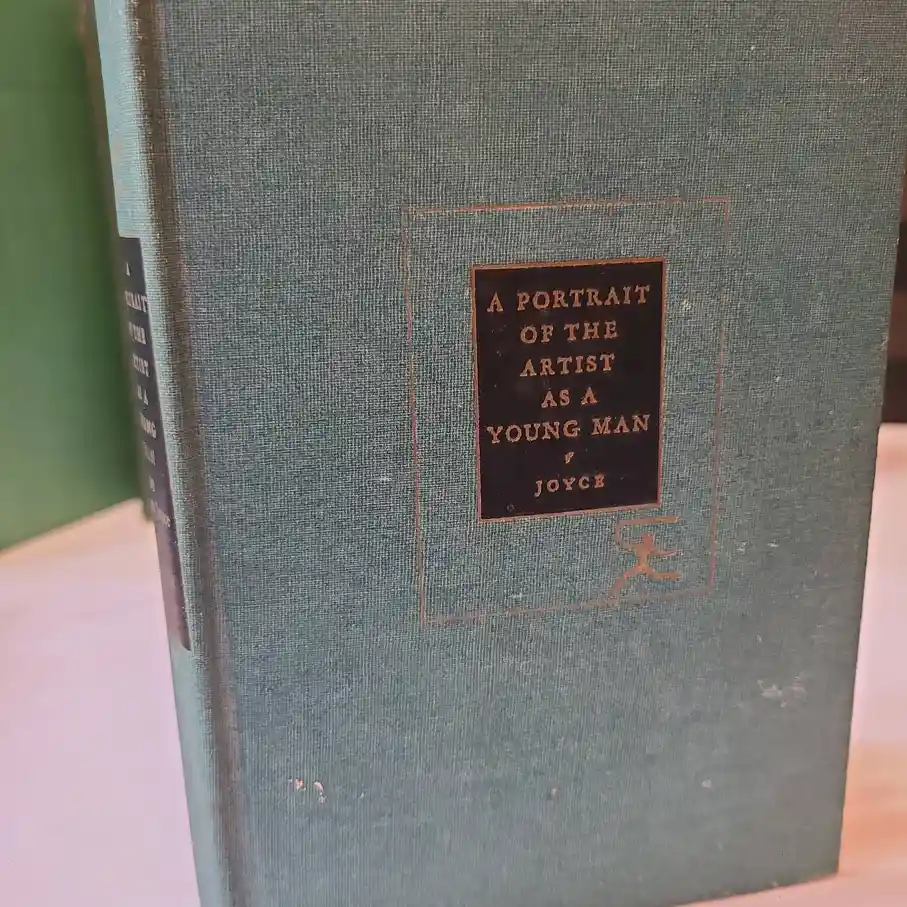 A PORTRAIT
OF THE
ARTIST
AS A
YOUNG MAN
JOYCE
A